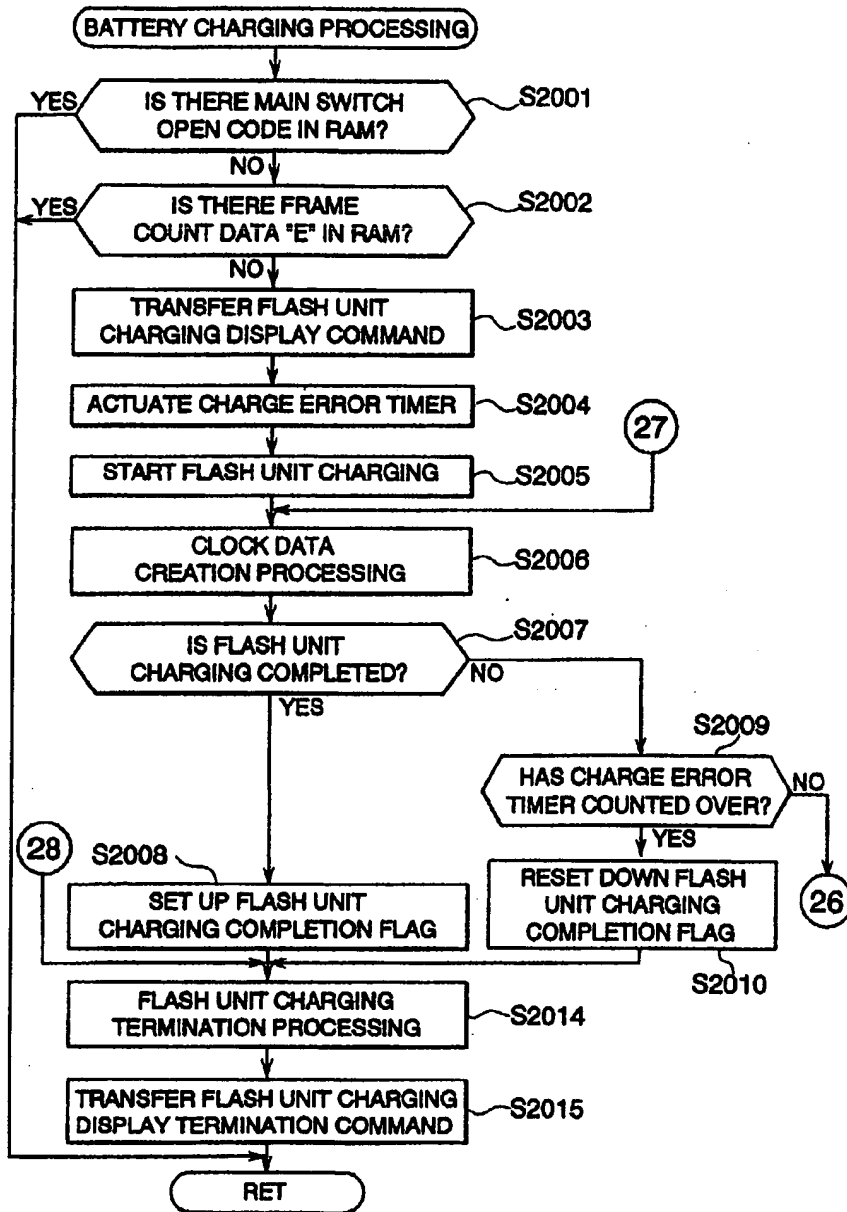 BATTERY CHARGING PROCESSING
IS THERE MAIN SWITCH
OPEN CODE IN RAM?
S2001
YES
NO
IS THERE FRAME
COUNT DATA "E" IN RAM?
S2002
YES
NO
TRANSFER FLASH UNIT
CHARGING DISPLAY COMMAND
S2003
ACTUATE CHARGE ERROR TIMER
S2004
27
START FLASH UNIT CHARGING
S2005
CLOCK DATA
CREATION PROCESSING
S2006
IS FLASH UNIT
CHARGING COMPLETED?
S2007
NO
YES
S2009
HAS CHARGE ERROR
TIMER COUNTED OVER?
NO
YES
28
S2008
SET UP FLASH UNIT
CHARGING COMPLETION FLAG
RESET DOWN FLASH
UNIT CHARGING
COMPLETION FLAG
26
S2010
FLASH UNIT CHARGING
TERMINATION PROCESSING
S2014
TRANSFER FLASH UNIT CHARGING
DISPLAY TERMINATION COMMAND
S2015
RET